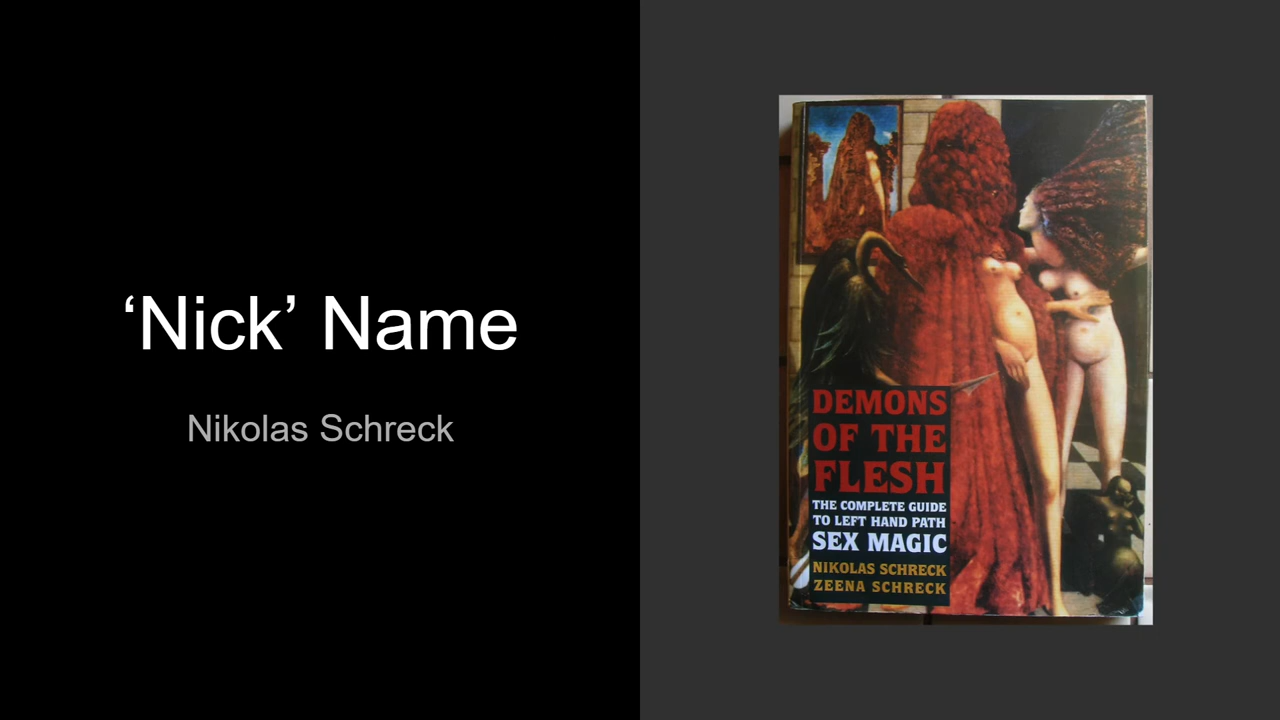 ‘Nick’ Name
Nikolas Schreck
DEMONS
OF THE
FLESH
THE COMPLETE GUIDE
TO LEFT HAND PATH
SEX MAGIC
NIKOLAS SCHRECK
ZEENA SCHRECK